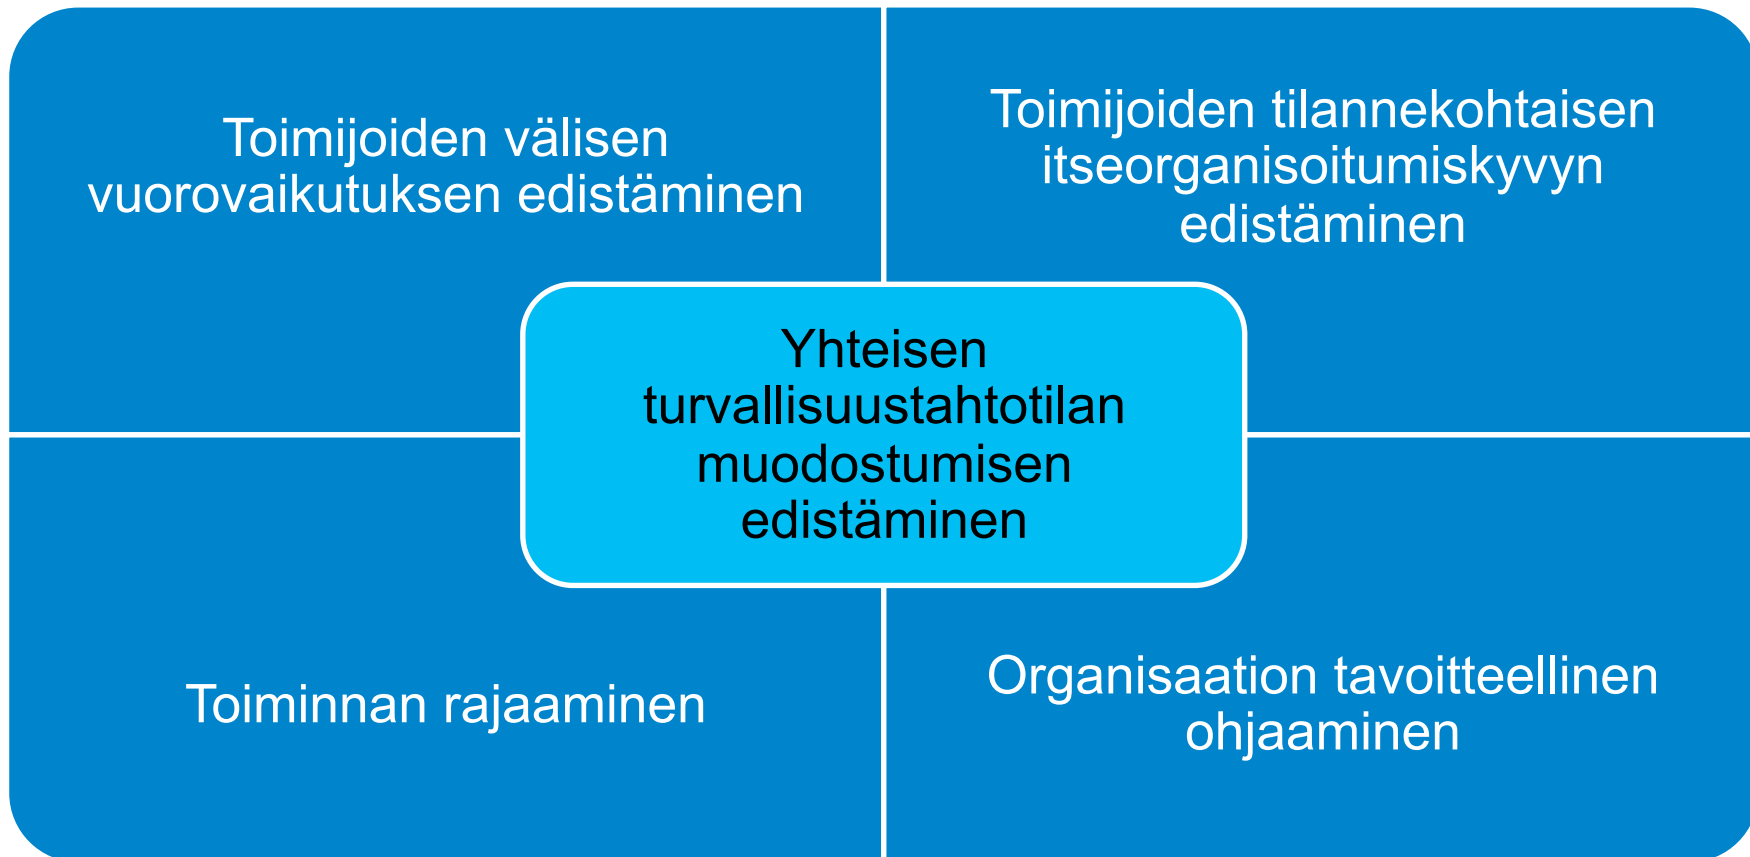 Toimijoiden välisen
vuorovaikutuksen edistäminen
Toimijoiden tilannekohtaisen
itseorganisoitumiskyvyn
edistäminen
Yhteisen
turvallisuustahtotilan
muodostumisen
edistäminen
Toiminnan rajaaminen
Organisaation tavoitteellinen
ohjaaminen